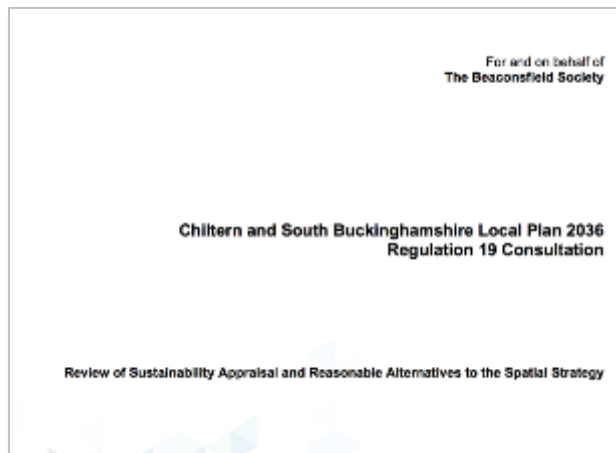 For and on behalf of
The Beaconsfield Society
Chiltern and South Buckinghamshire Local Plan 2036
Regulation 19 Consultation
Review of Sustainability Appraisal and Reasonable Alternatives to the Spatial Strategy